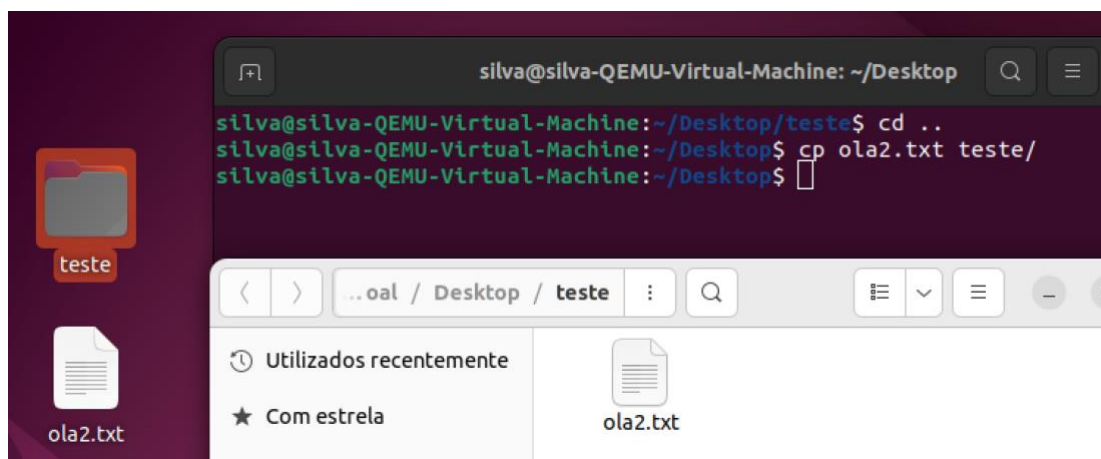 silva@silva-QEMU-Virtual-Machine: ~/Desktop
silva@silva-QEMU-Virtual-Machine:~/Desktop/teste$ cd ..
silva@silva-QEMU-Virtual-Machine:~/Desktop$ cp ola2.txt teste/
silva@silva-QEMU-Virtual-Machine:~/Desktop$
teste
...oal / Desktop / teste
Utilizados recentemente
Com estrela
ola2.txt
ola2.txt